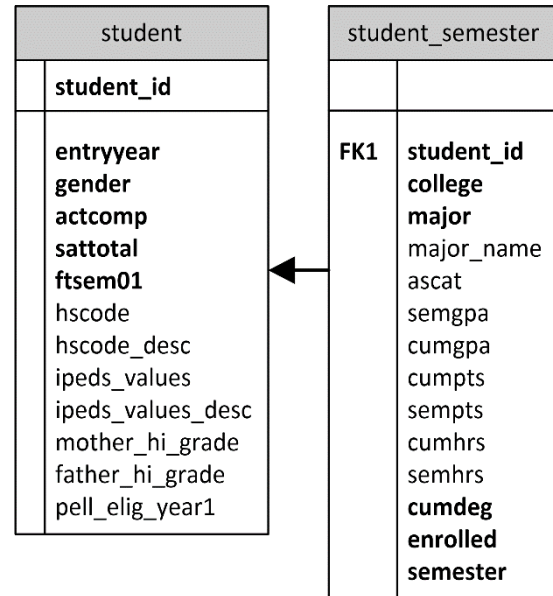 student
student_id
entryyear
gender
actcomp
sattotal
ftsem01
hscode
hscode_desc
ipeds_values
ipeds_values_desc
mother_hi_grade
father_hi_grade
pell_elig_year1
student_semester
FK1 student_id
college
major
major_name
ascat
semgpa
cumgpa
cumpts
sempts
cumhrs
semhrs
cumdeg
enrolled
semester